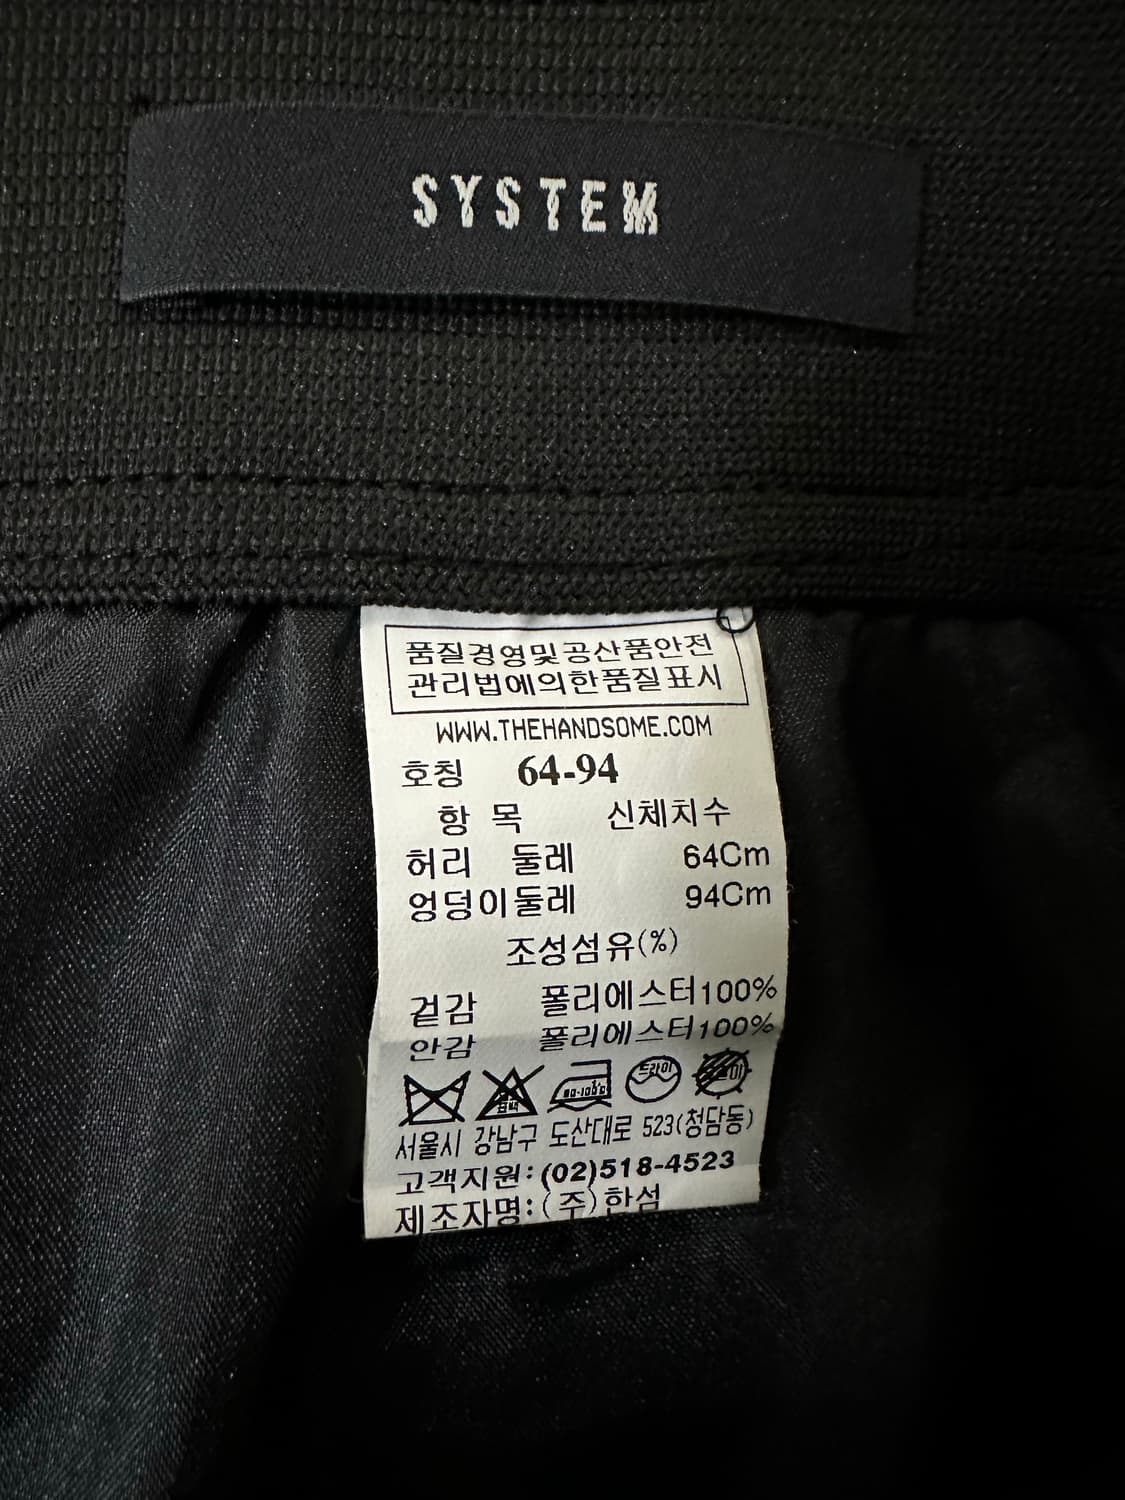 SYSTEM
품질경영및공산품안전
관리법에의한품질표시
WWW.THEHANDSOME.COM
호칭 64-94
항 목 신체치수
허리 둘레 64Cm
엉덩이둘레 94Cm
조성섬유(%)
겉감 폴리에스터100%
안감 폴리에스터100%
드라이
서울시 강남구 도산대로 523(청담동)
고객지원:(02)518-4523
제조자명:(주)한섬